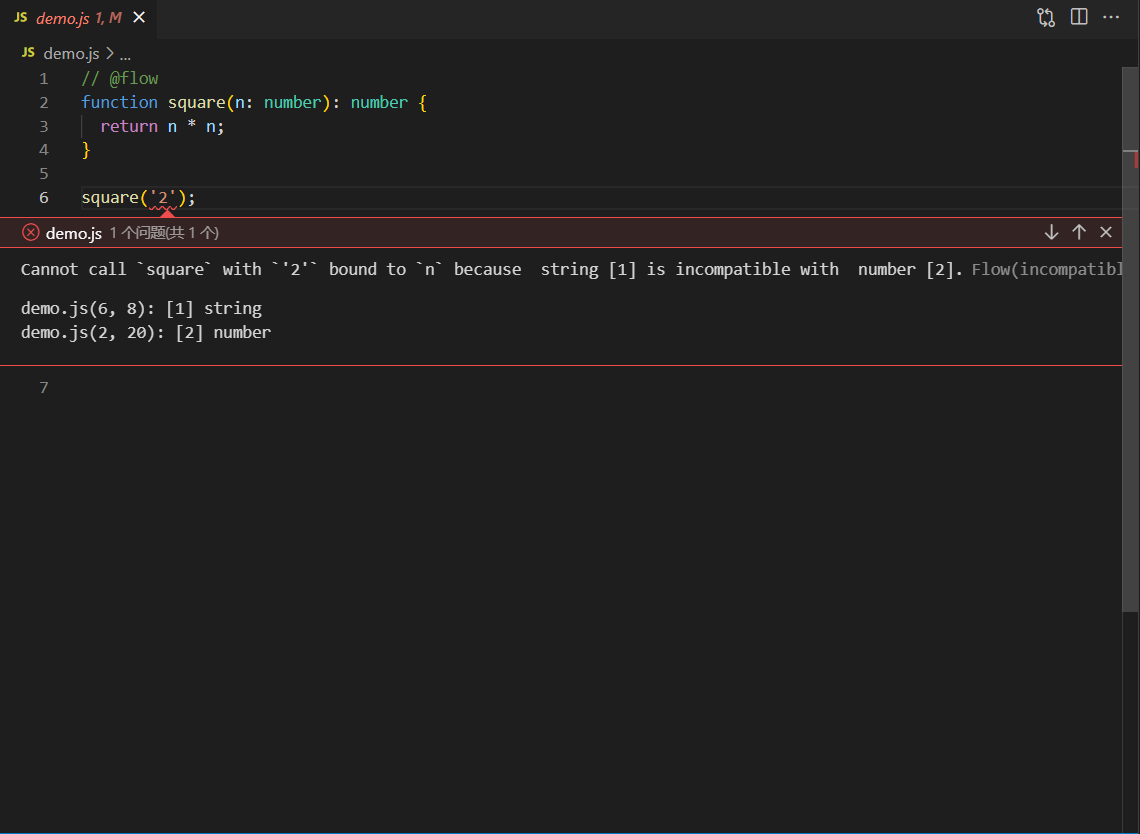 JS demo.js 1, M
JS demo.js > ...
1 // @flow
2 function square(n: number): number {
3 return n * n;
4 }
5
6 square('2');
demo.js 1 个问题(共 1 个)
Cannot call `square` with `'2'` bound to `n` because  string [1] is incompatible with  number [2]. Flow(incompatibl
demo.js(6, 8): [1] string
demo.js(2, 20): [2] number
7